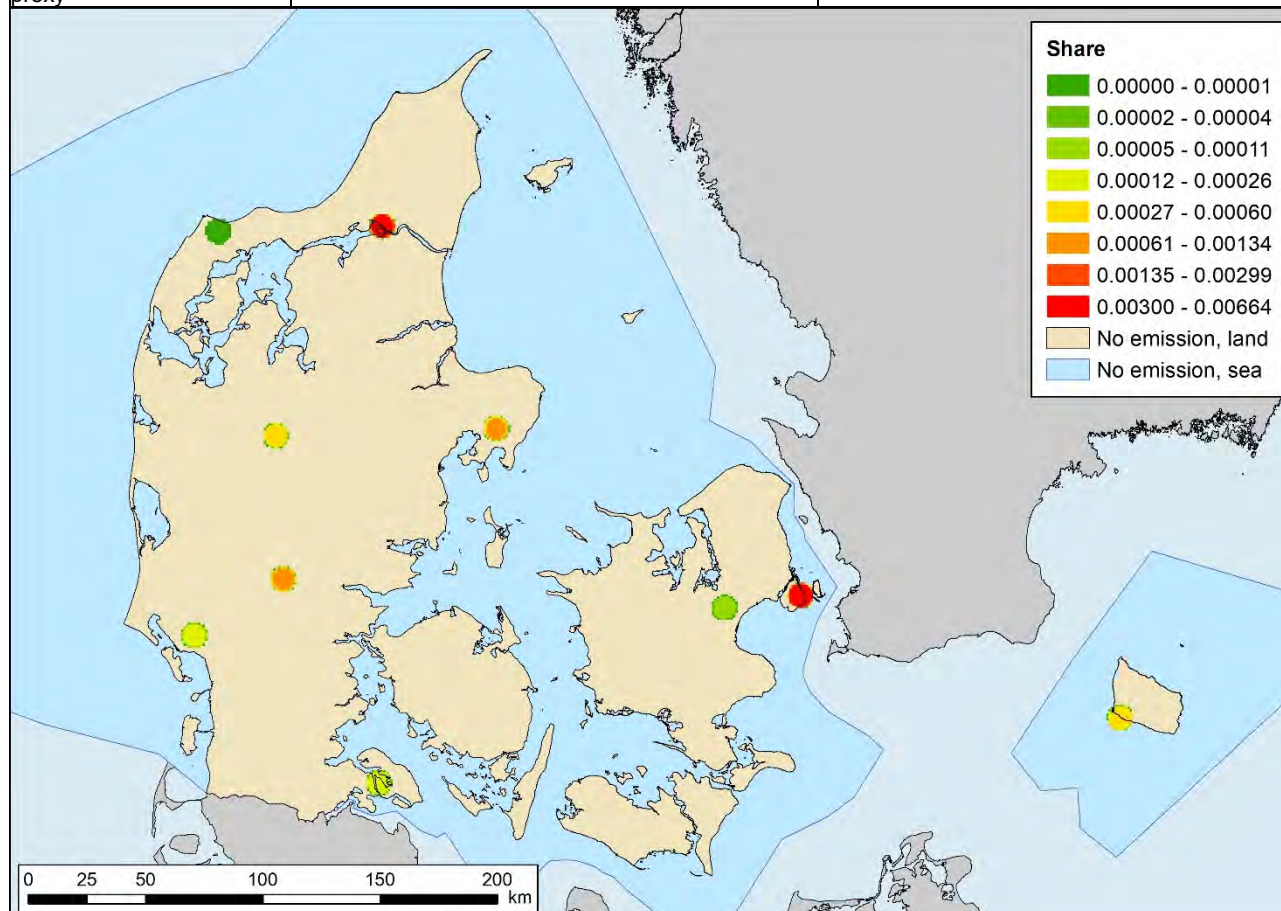 proxy
Share
0.00000 - 0.00001
0.00002 - 0.00004
0.00005 - 0.00011
0.00012 - 0.00026
0.00027 - 0.00060
0.00061 - 0.00134
0.00135 - 0.00299
0.00300 - 0.00664
No emission, land
No emission, sea
0 25 50 100 150 200
km